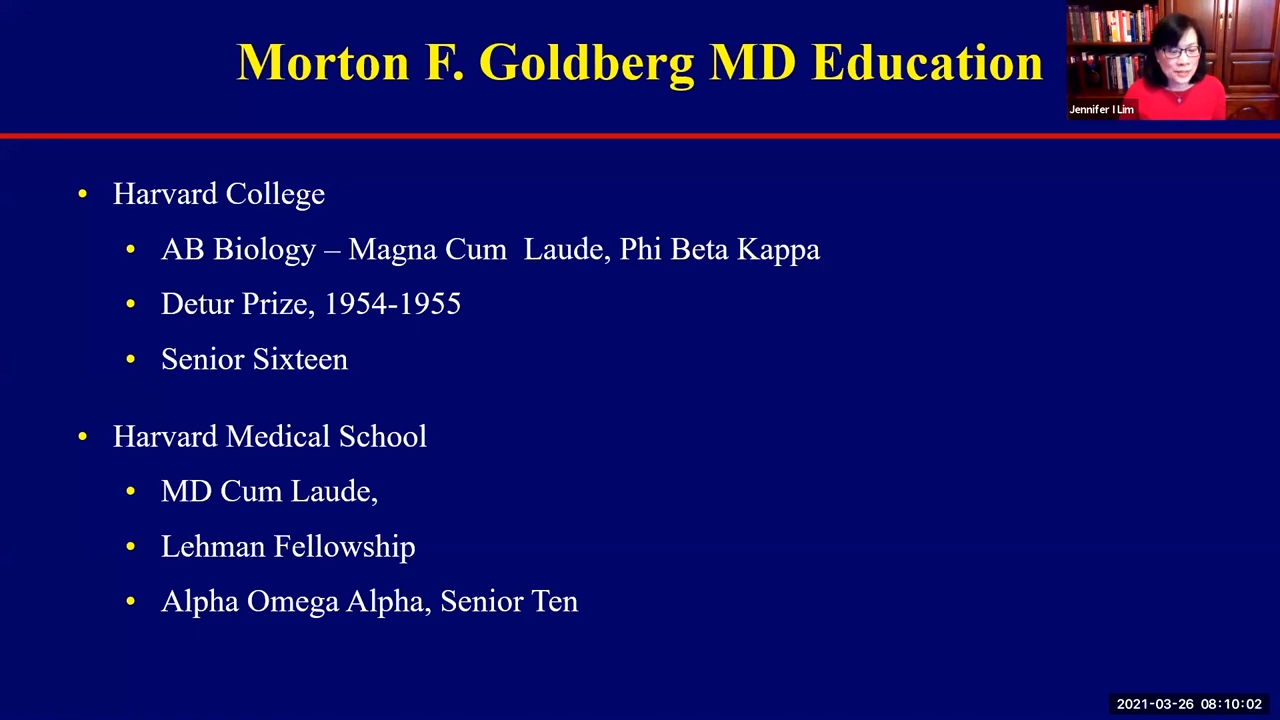 Morton F. Goldberg MD Education
Jennifer I Lim
• Harvard College
• AB Biology – Magna Cum  Laude, Phi Beta Kappa
• Detur Prize, 1954-1955
• Senior Sixteen
• Harvard Medical School
• MD Cum Laude,
• Lehman Fellowship
• Alpha Omega Alpha, Senior Ten
2021-03-26 08:10:02